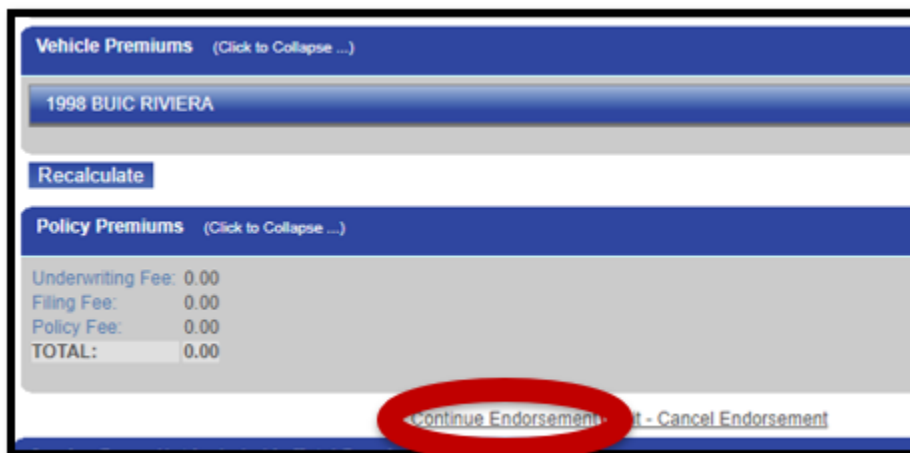 Vehicle Premiums (Click to Collapse ...)
1998 BUIC RIVIERA
Recalculate
Policy Premiums (Click to Collapse ...)
Underwriting Fee: 0.00
Filing Fee: 0.00
Policy Fee: 0.00
TOTAL: 0.00
Continue Endorsement - Cancel Endorsement